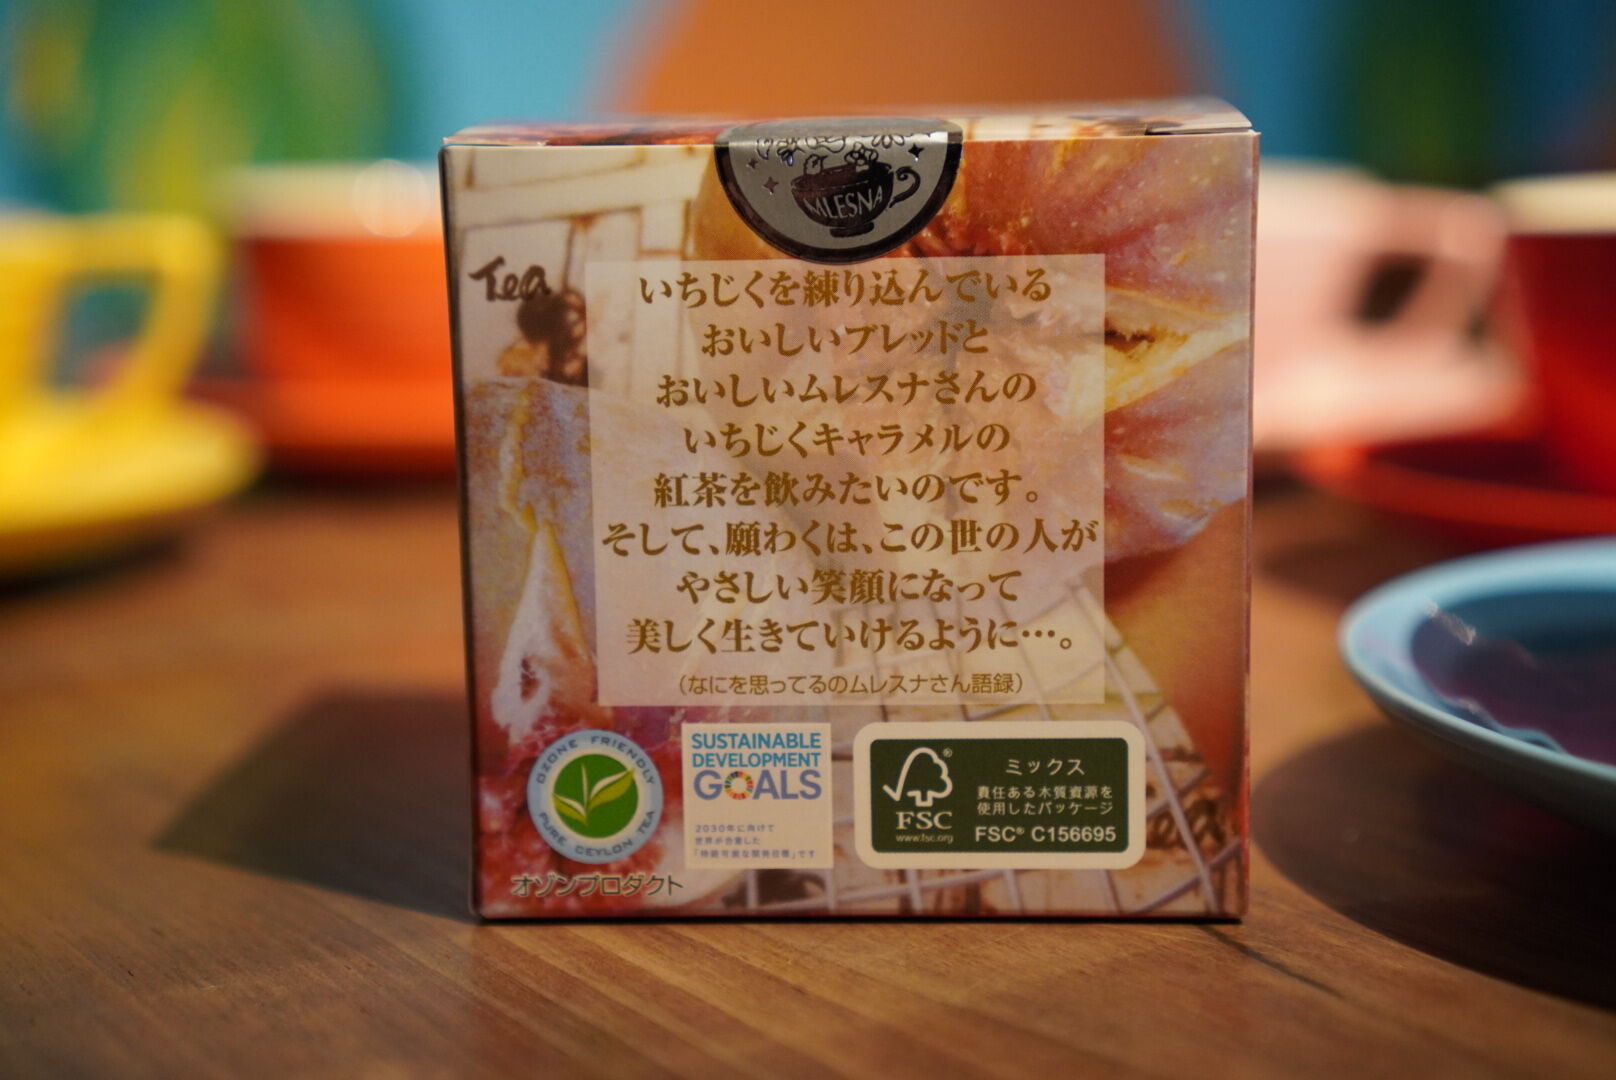 MLESNA
Tea
いちじくを練り込んでいる
おいしいブレッドと
おいしいムレスナさんの
いちじくキャラメルの
紅茶を飲みたいのです。
そして、願わくは、この世の人が
やさしい笑顔になって
美しく生きていけるように…。
（なにを思ってるのムレスナさん語録）
OZONE FRIENDLY
PURE CEYLON TEA
オゾンプロダクト
SUSTAINABLE
DEVELOPMENT
GOALS
2030年に向けて
世界が合意した
「持続可能な開発目標」です
FSC®
www.fsc.org
ミックス
責任ある木質資源を
使用したパッケージ
FSC® C156695
Tea